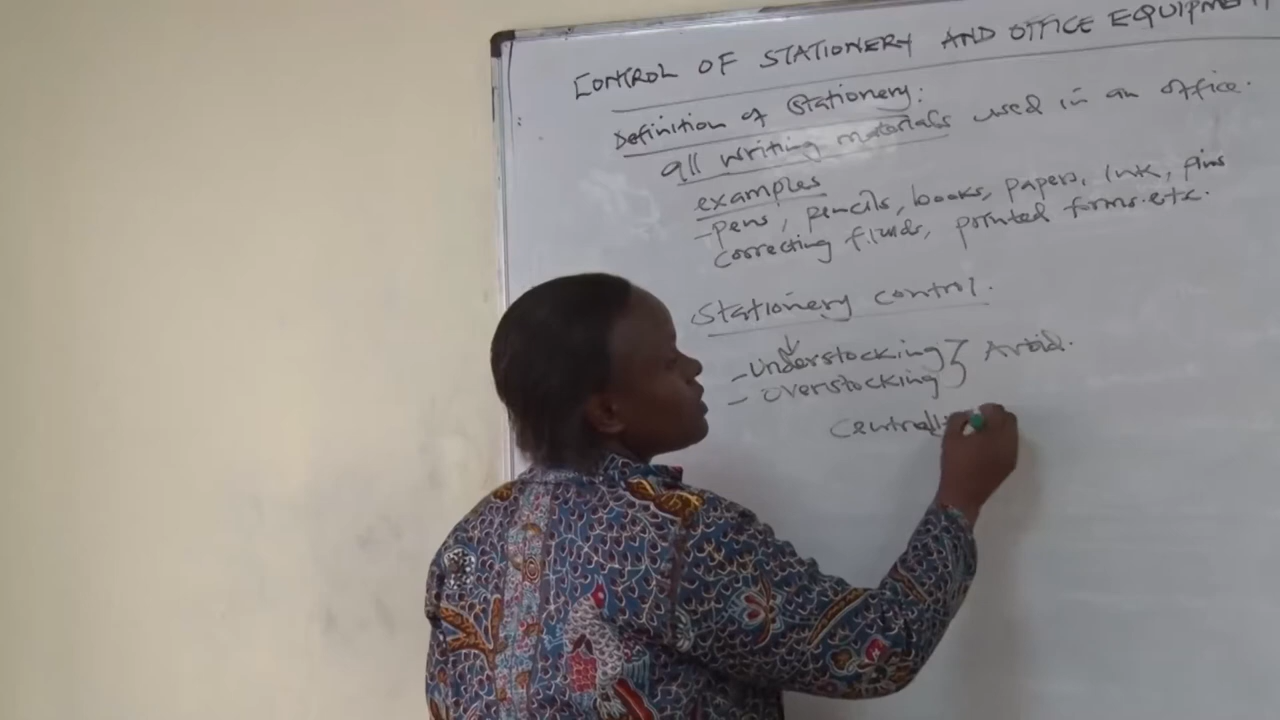 CONTROL OF STATIONERY AND OFFICE EQUIPMENT
Definition of Stationery:
all writing materials used in an office.
examples
-pens, pencils, books, papers, ink, pins
correcting fluids, printed forms.etc.
Stationery control.
- Understocking } Avoid.
- Overstocking